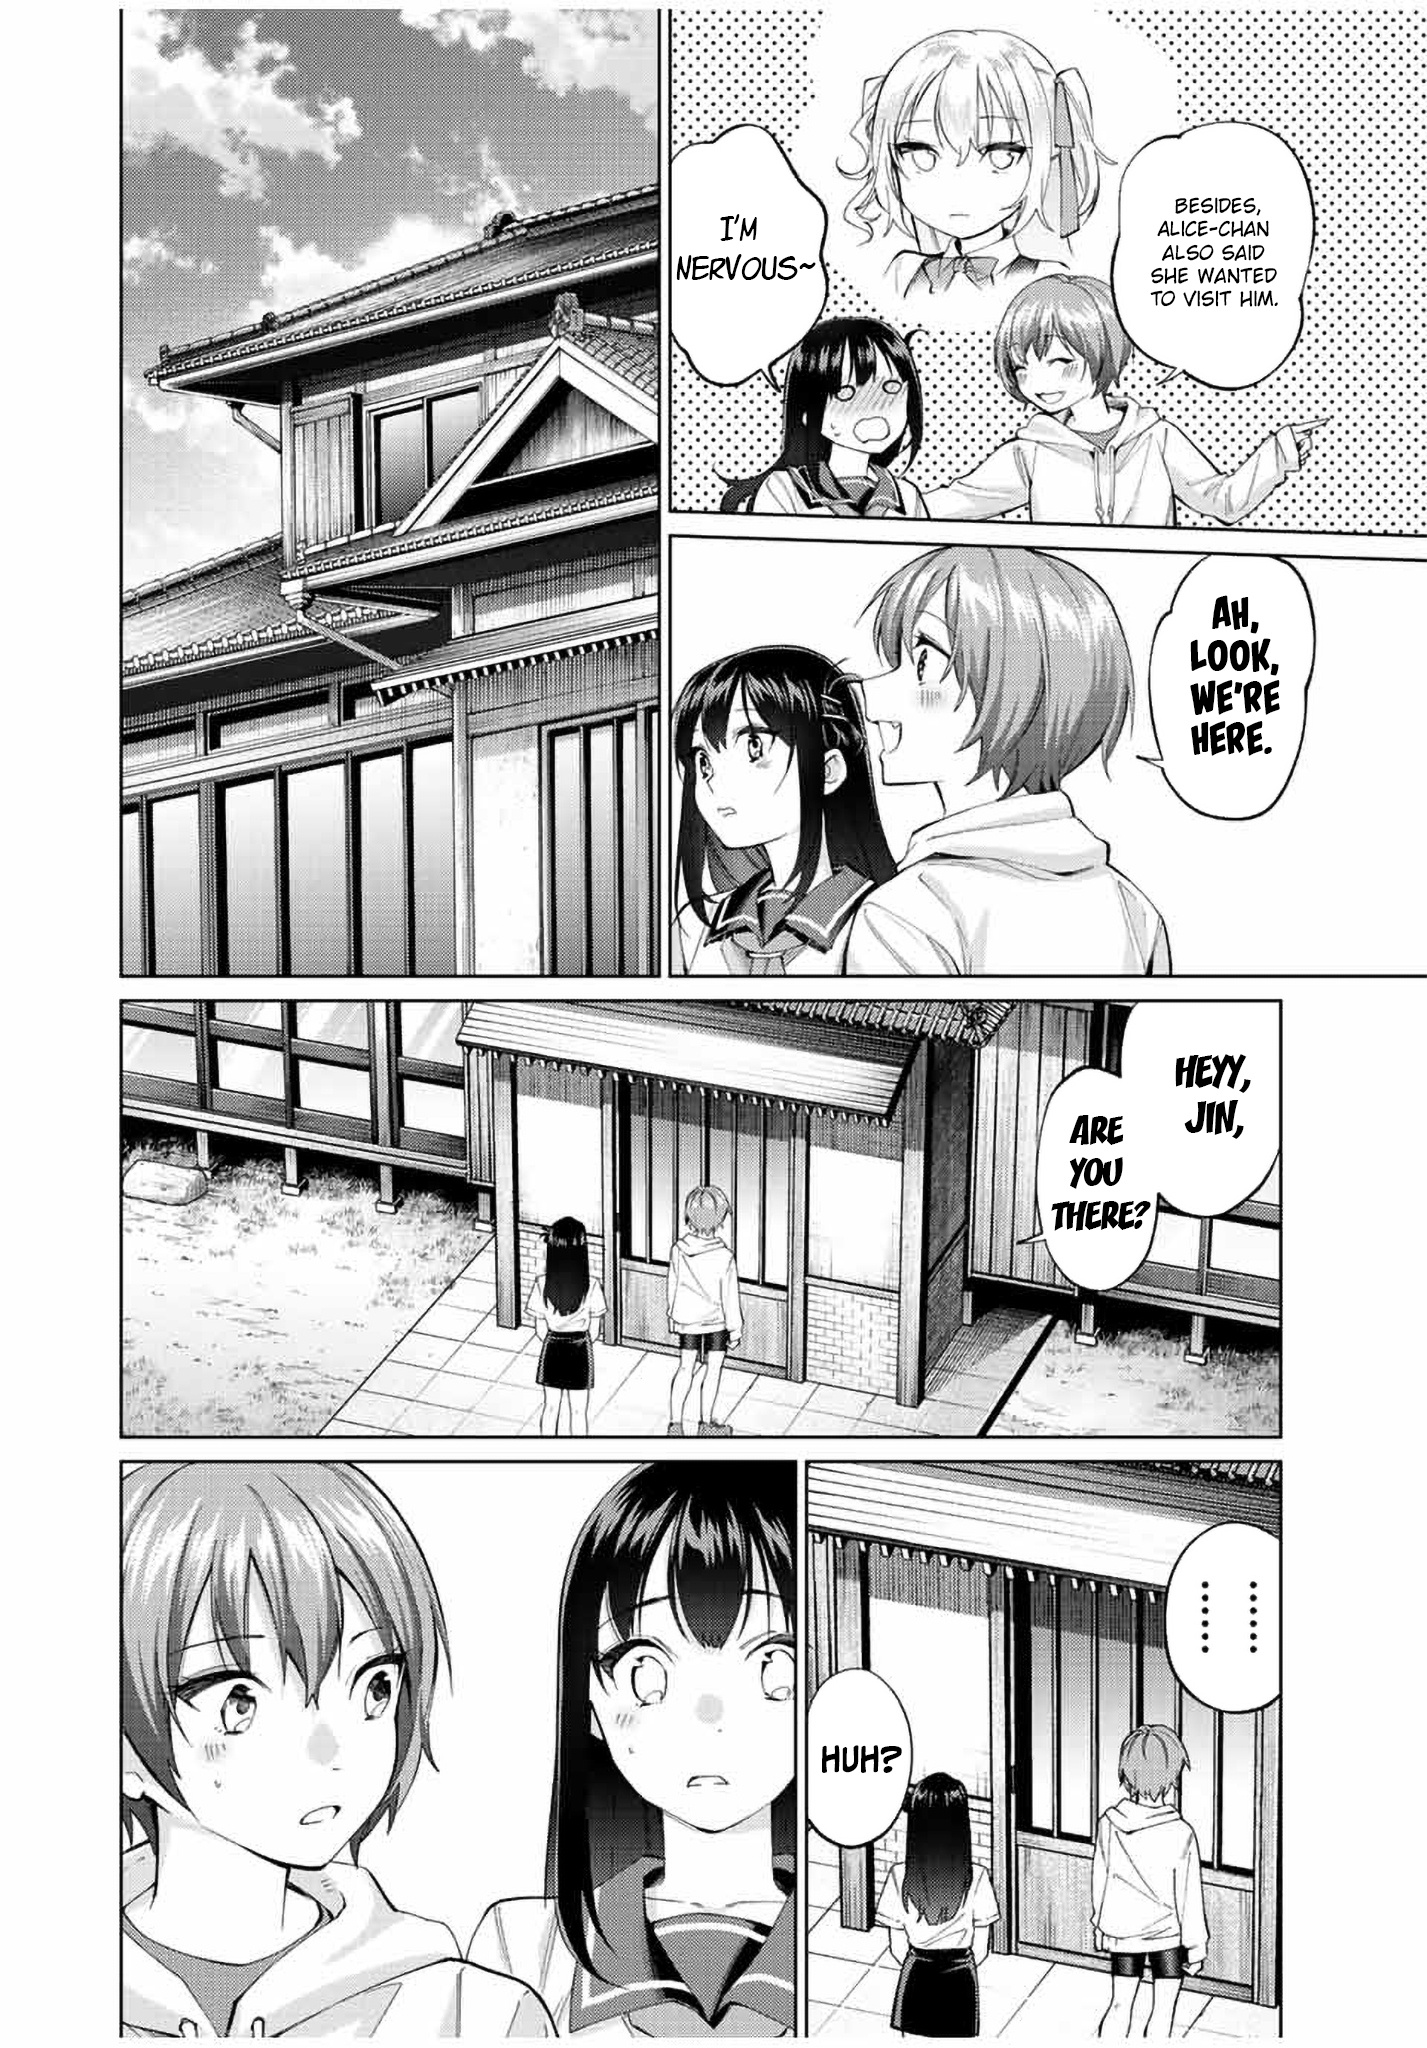 BESIDES,
ALICE-CHAN
ALSO SAID
SHE WANTED
TO VISIT HIM.
I'M
NERVOUS~
AH,
LOOK,
WE'RE
HERE.
HEYY,
JIN,
ARE
YOU
THERE?
HUH?